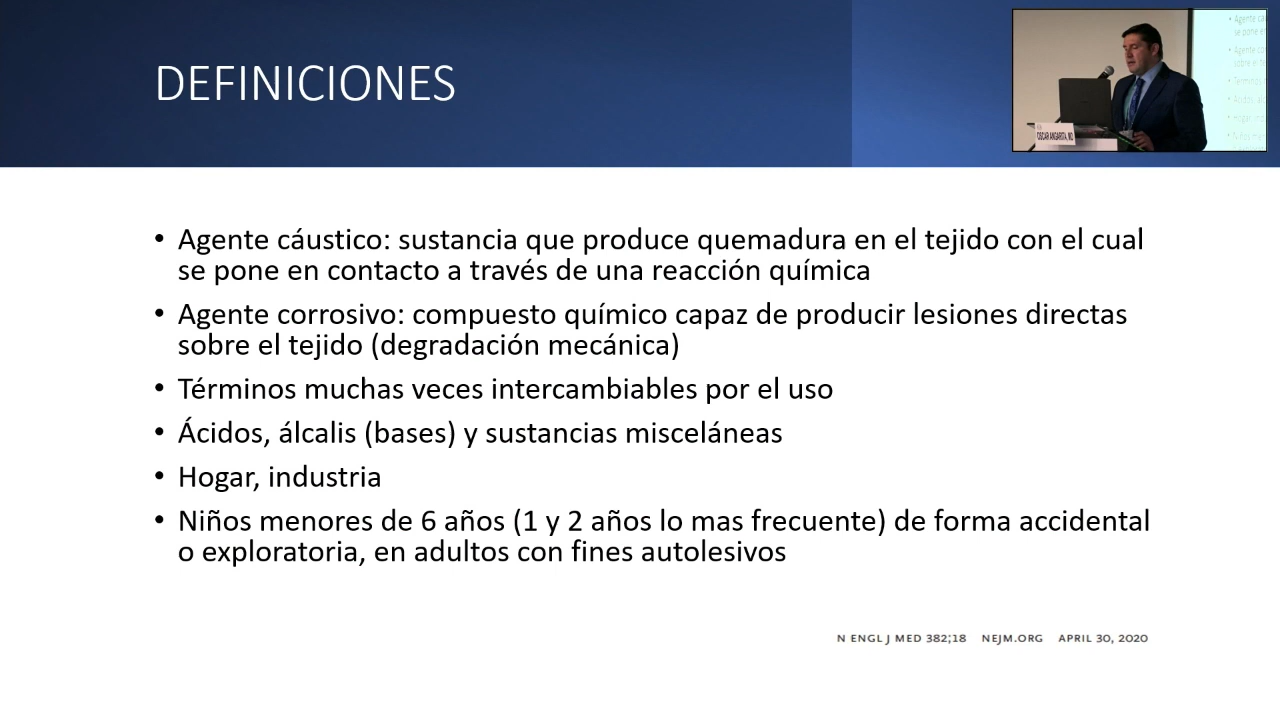 DEFINICIONES
OSCAR ANGARITA, MD
• Agente cáustico: sustancia que produce quemadura en el tejido con el cual
se pone en contacto a través de una reacción química
• Agente corrosivo: compuesto químico capaz de producir lesiones directas
sobre el tejido (degradación mecánica)
• Términos muchas veces intercambiables por el uso
• Ácidos, álcalis (bases) y sustancias misceláneas
• Hogar, industria
• Niños menores de 6 años (1 y 2 años lo mas frecuente) de forma accidental
o exploratoria, en adultos con fines autolesivos
N ENGL J MED 382;18 NEJM.ORG APRIL 30, 2020